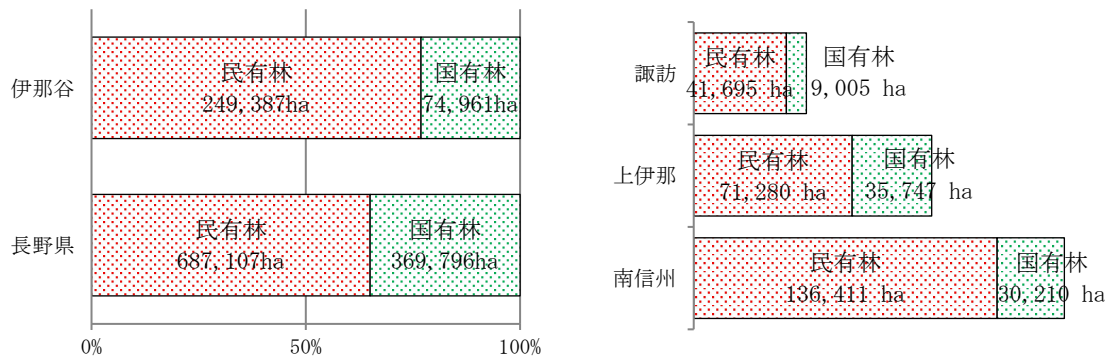 伊那谷
民有林
249,387ha
国有林
74,961ha
長野県
民有林
687,107ha
国有林
369,796ha
0%
50%
100%
諏訪
民有林
41,695 ha
国有林
9,005 ha
上伊那
民有林
71,280 ha
国有林
35,747 ha
南信州
民有林
136,411 ha
国有林
30,210 ha